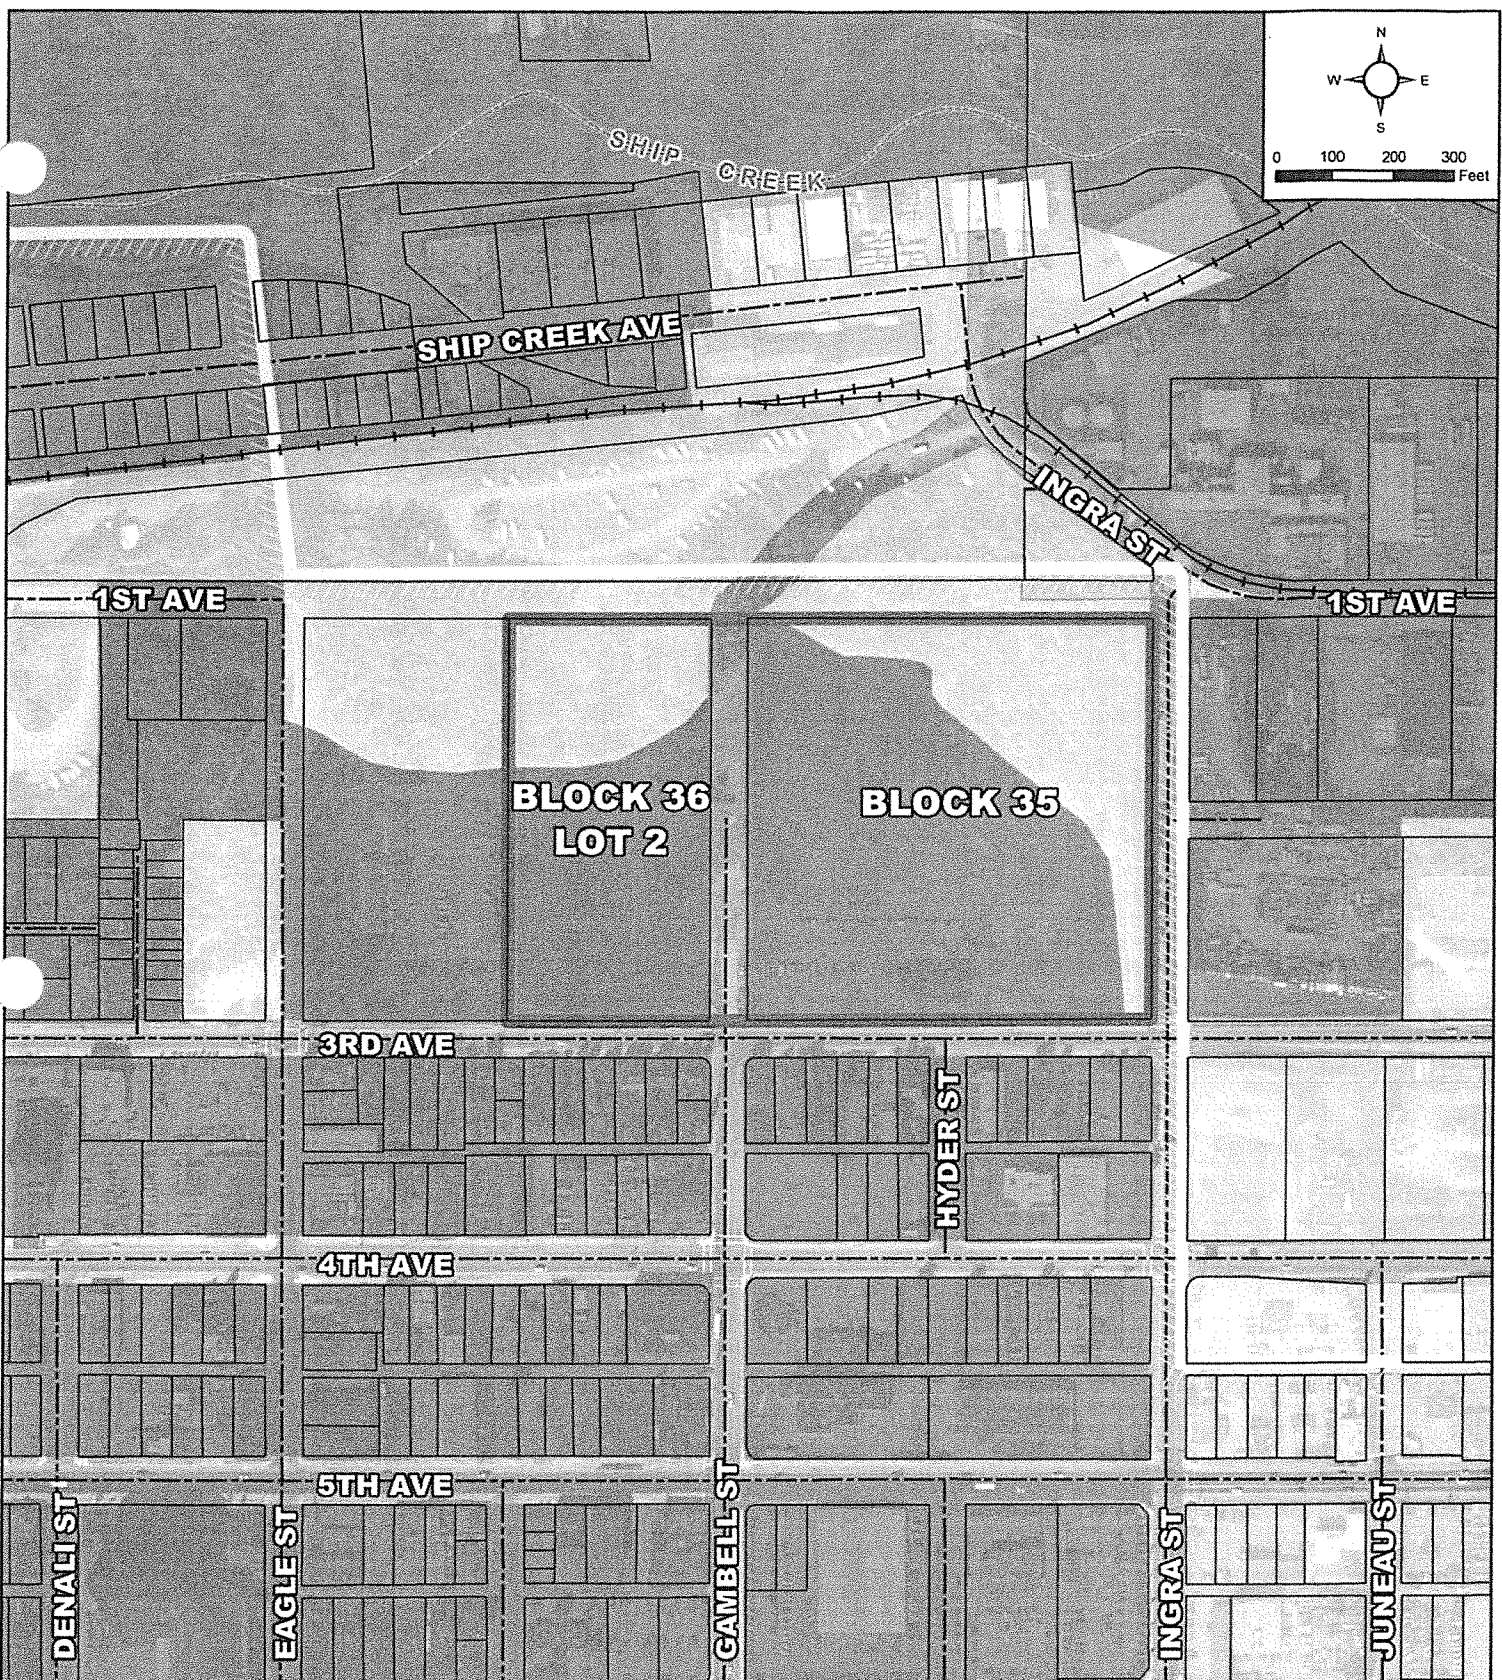 N
W E
S
0 100 200 300
Feet
SHIP CREEK
SHIP CREEK AVE
INGRA ST
1ST AVE
1ST AVE
BLOCK 36
LOT 2
BLOCK 35
3RD AVE
HYDER ST
4TH AVE
5TH AVE
DENALI ST
EAGLE ST
GAMBELL ST
INGRA ST
JUNEAU ST